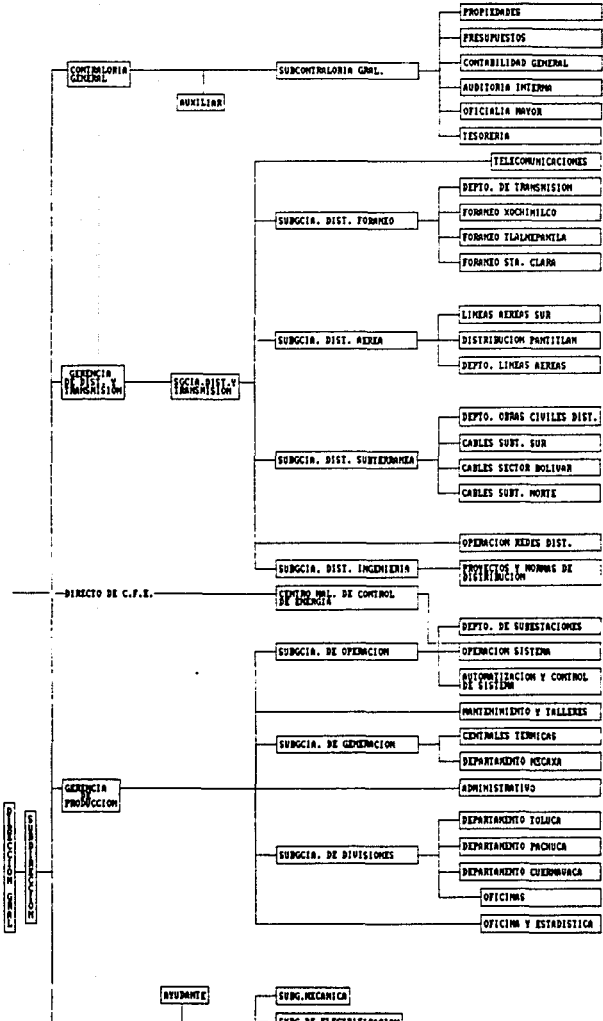 PROPIEDADES
PRESUPUESTOS
CONTRALORIA
GENERAL
SUBCONTRALORIA GRAL.
CONTABILIDAD GENERAL
AUXILIAR
AUDITORIA INTERNA
OFICIALIA MAYOR
TESORERIA
TELECOMUNICACIONES
DEPTO. DE TRANSMISION
SUBGCIA. DIST. FORANEO
FORANEO XOCHIMILCO
FORANEO TLALNEPANTLA
FORANEO STA. CLARA
LINEAS AEREAS SUR
SUBGCIA. DIST. AEREA
DISTRIBUCION PANTITLAN
DEPTO. LINEAS AEREAS
GERENCIA
DE DIST. Y
TRANSMISION
SGCIA.DIST.Y
TRANSMISION
DEPTO. OBRAS CIVILES DIST.
CABLES SUBT. SUR
SUBGCIA. DIST. SUBTERRANEA
CABLES SECTOR BOLIVAR
CABLES SUBT. NORTE
OPERACION REDES DIST.
SUBGCIA. DIST. INGENIERIA
PROYECTOS Y NORMAS DE
DISTRIBUCION
DIRECTO DE C.F.E.
CENTRO NAL. DE CONTROL
DE ENERGIA
DEPTO. DE SUBESTACIONES
SUBGCIA. DE OPERACION
OPERACION SISTEMA
AUTOMATIZACION Y CONTROL
DE SISTEMA
MANTENIMIENTO Y TALLERES
SUBGCIA. DE GENERACION
CENTRALES TERMICAS
DEPARTAMENTO NECAXA
GERENCIA
DE
PRODUCCION
ADMINISTRATIVO
DEPARTAMENTO TOLUCA
DEPARTAMENTO PACHUCA
SUBGCIA. DE DIVISIONES
DEPARTAMENTO CUERNAVACA
OFICINAS
OFICINA Y ESTADISTICA
DIRECCION GRAL
SUBDIRECCION
AYUDANTE
SUBG.MECANICA
SUBG.DE ELECTRIFICACION